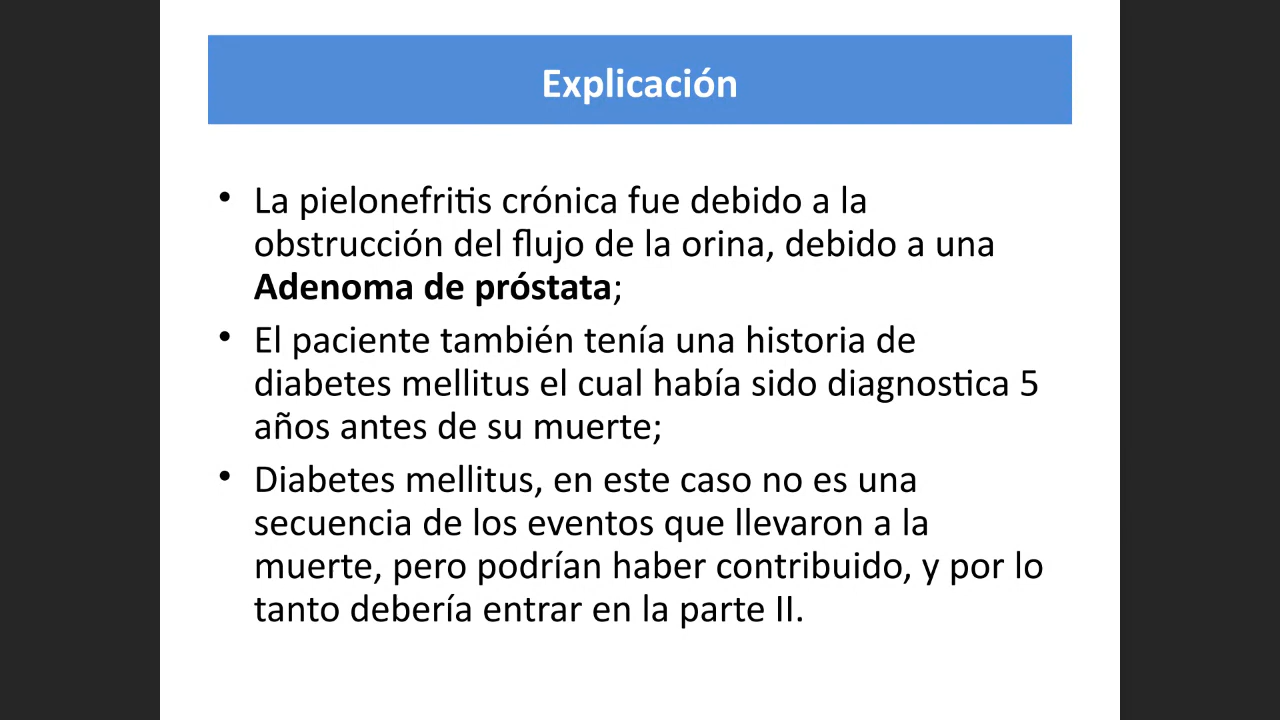 Explicación
• La pielonefritis crónica fue debido a la
obstrucción del flujo de la orina, debido a una
Adenoma de próstata;
• El paciente también tenía una historia de
diabetes mellitus el cual había sido diagnostica 5
años antes de su muerte;
• Diabetes mellitus, en este caso no es una
secuencia de los eventos que llevaron a la
muerte, pero podrían haber contribuido, y por lo
tanto debería entrar en la parte II.